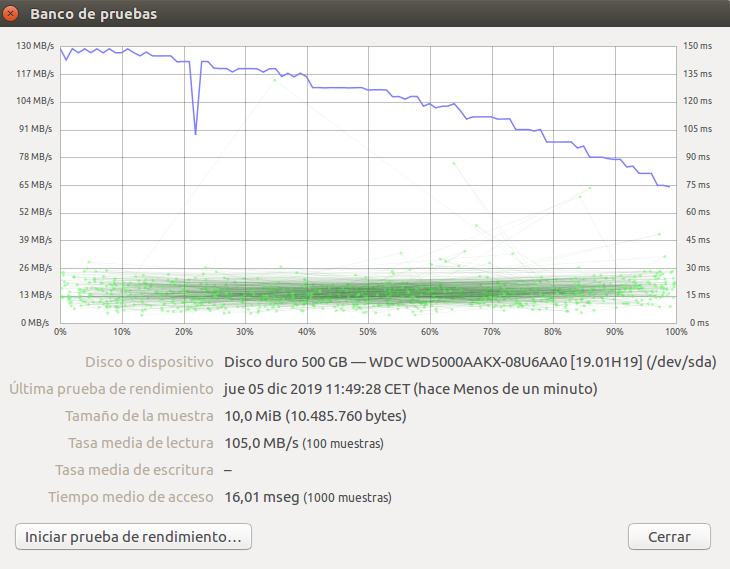 Banco de pruebas
130 MB/s
117 MB/s
104 MB/s
91 MB/s
78 MB/s
65 MB/s
52 MB/s
39 MB/s
26 MB/s
13 MB/s
0 MB/s
150 ms
135 ms
120 ms
105 ms
90 ms
75 ms
60 ms
45 ms
30 ms
15 ms
0 ms
0% 10% 20% 30% 40% 50% 60% 70% 80% 90% 100%
Disco o dispositivo Disco duro 500 GB — WDC WD5000AAKX-08U6AA0 [19.01H19] (/dev/sda)
Última prueba de rendimiento jue 05 dic 2019 11:49:28 CET (hace Menos de un minuto)
Tamaño de la muestra 10,0 MiB (10.485.760 bytes)
Tasa media de lectura 105,0 MB/s (100 muestras)
Tasa media de escritura –
Tiempo medio de acceso 16,01 mseg (1000 muestras)
Iniciar prueba de rendimiento… Cerrar